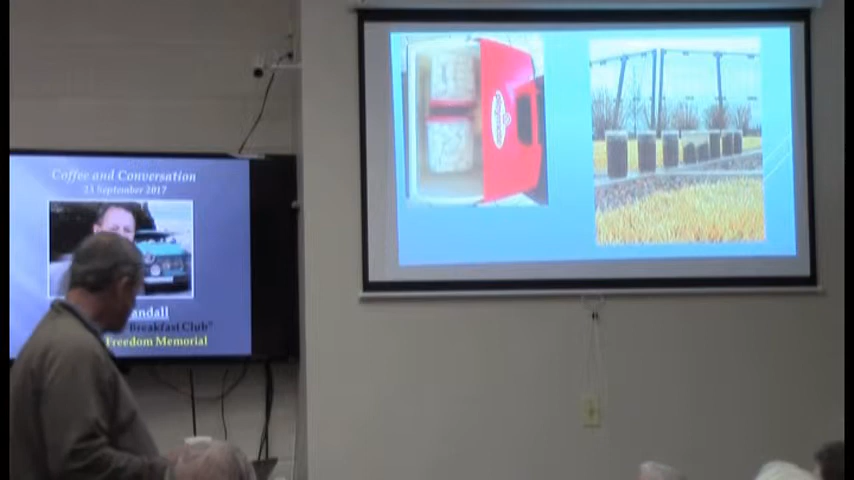 Coffee and Conversation
23 September 2017
andall
Breakfast Club"
Freedom Memorial